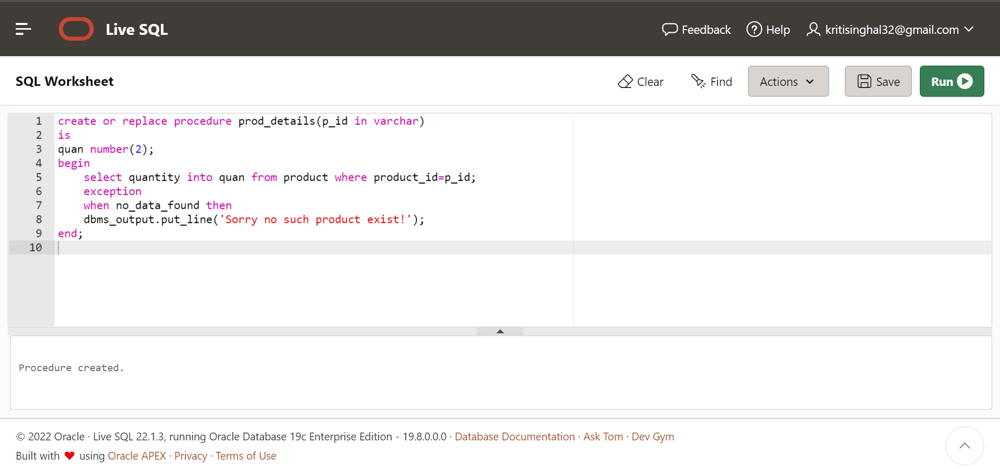 Live SQL
Feedback
Help
kritisinghal32@gmail.com
SQL Worksheet
Clear
Find
Actions
Save
Run
1 create or replace procedure prod_details(p_id in varchar)
2 is
3 quan number(2);
4 begin
5     select quantity into quan from product where product_id=p_id;
6     exception
7     when no_data_found then
8     dbms_output.put_line('Sorry no such product exist!');
9 end;
10
Procedure created.
© 2022 Oracle · Live SQL 22.1.3, running Oracle Database 19c Enterprise Edition - 19.8.0.0.0 · Database Documentation · Ask Tom · Dev Gym
Built with ♥ using Oracle APEX · Privacy · Terms of Use